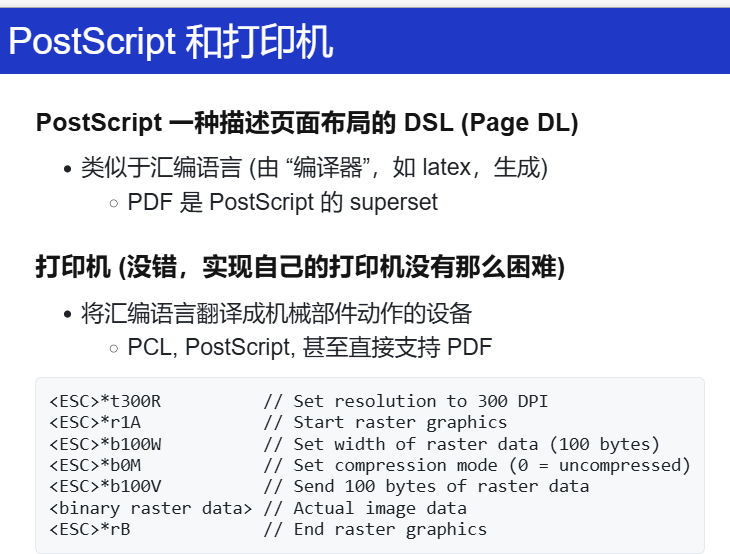 PostScript 和打印机
PostScript 一种描述页面布局的 DSL (Page DL)
• 类似于汇编语言 (由 “编译器”，如 latex，生成)
◦ PDF 是 PostScript 的 superset
打印机 (没错，实现自己的打印机没有那么困难)
• 将汇编语言翻译成机械部件动作的设备
◦ PCL, PostScript, 甚至直接支持 PDF
<ESC>*t300R          // Set resolution to 300 DPI
<ESC>*r1A            // Start raster graphics
<ESC>*b100W          // Set width of raster data (100 bytes)
<ESC>*b0M            // Set compression mode (0 = uncompressed)
<ESC>*b100V          // Send 100 bytes of raster data
<binary raster data> // Actual image data
<ESC>*rB             // End raster graphics